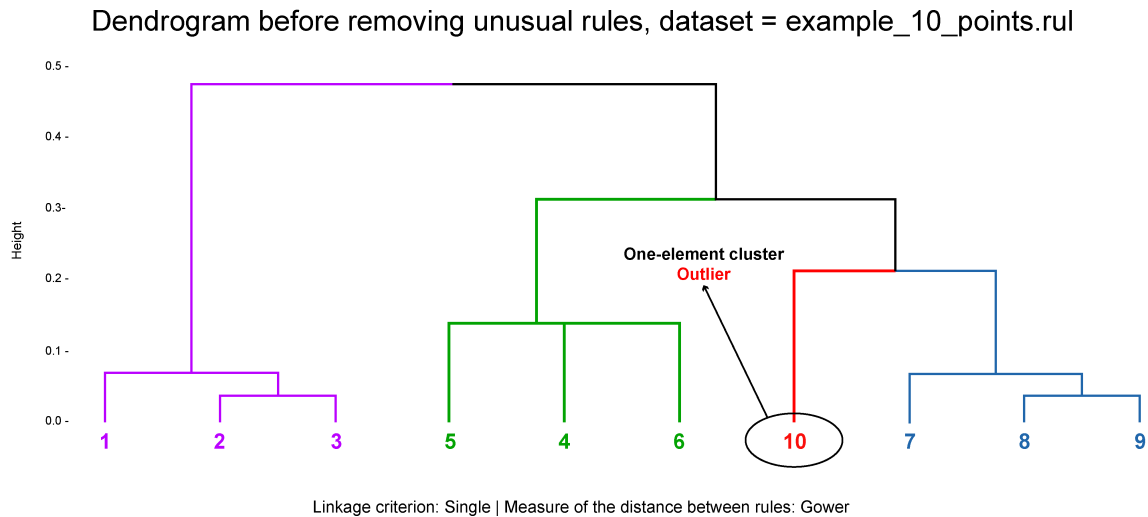 Dendrogram before removing unusual rules, dataset = example_10_points.rul
0.5 -
0.4 -
0.3-
0.2 -
0.1 -
0.0 -
Height
One-element cluster
Outlier
1 2 3 5 4 6 10 7 8 9
Linkage criterion: Single | Measure of the distance between rules: Gower